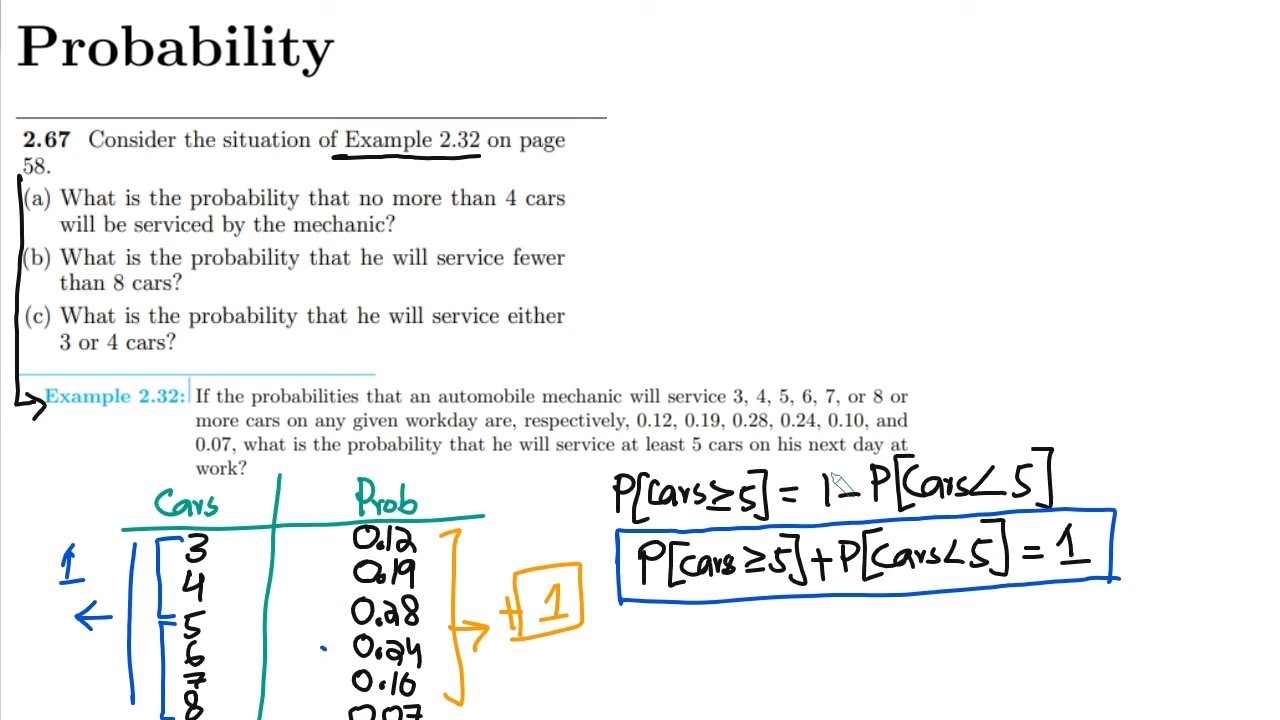 Probability
2.67 Consider the situation of Example 2.32 on page
58.
(a) What is the probability that no more than 4 cars
will be serviced by the mechanic?
(b) What is the probability that he will service fewer
than 8 cars?
(c) What is the probability that he will service either
3 or 4 cars?
Example 2.32: If the probabilities that an automobile mechanic will service 3, 4, 5, 6, 7, or 8 or
more cars on any given workday are, respectively, 0.12, 0.19, 0.28, 0.24, 0.10, and
0.07, what is the probability that he will service at least 5 cars on his next day at
work?
P[Cars≥5] = 1-P[Cars<5]
P[Cars≥5]+P[Cars<5] = 1
Cars Prob
3 0.12
4 0.19
5 0.28
6 0.24
7 0.10
8 0.07
1
+ 1